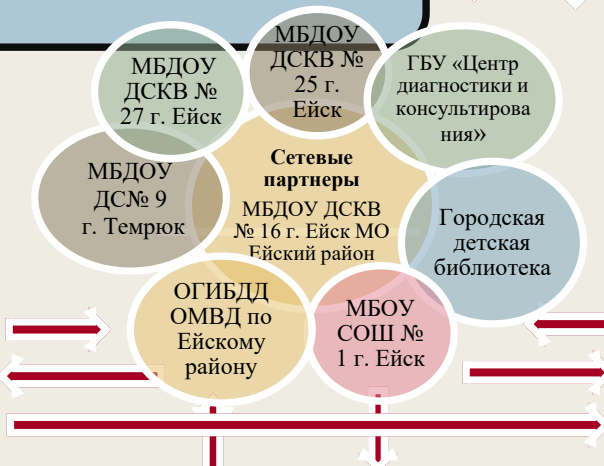 МБДОУ
ДСКВ №
25 г.
Ейск
МБДОУ
ДСКВ №
27 г. Ейск
ГБУ «Центр
диагностики и
консультирова
ния»
Сетевые
партнеры
МБДОУ ДСКВ
№ 16 г. Ейск МО
Ейский район
МБДОУ
ДС№ 9
г. Темрюк
Городская
детская
библиотека
ОГИБДД
ОМВД по
Ейскому
району
МБОУ
СОШ №
1 г. Ейск